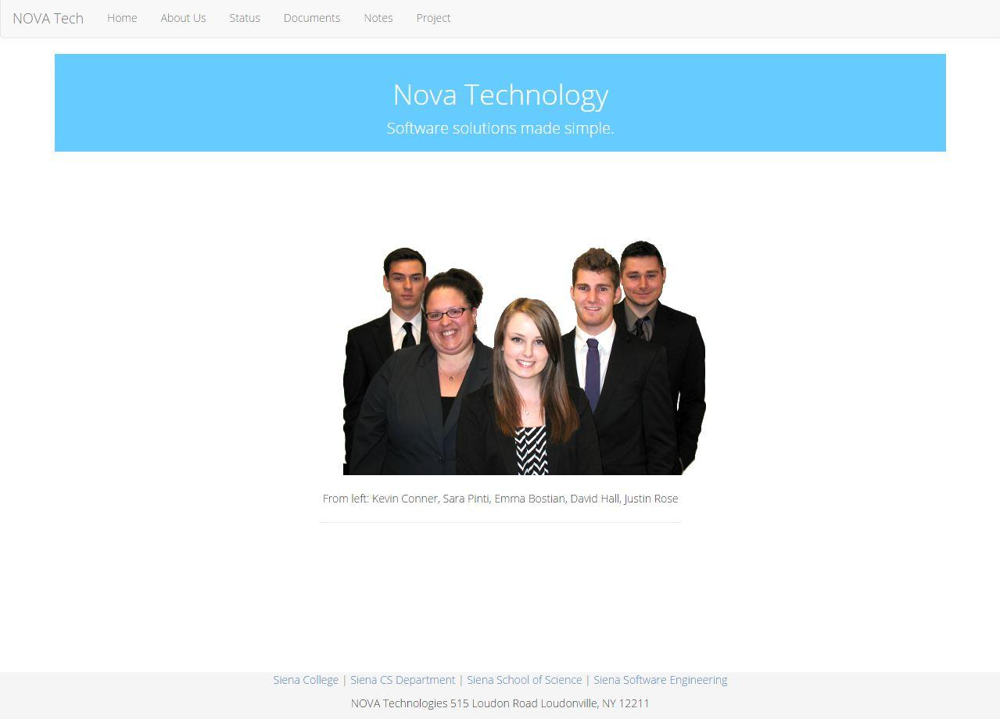 NOVA Tech Home About Us Status Documents Notes Project
Nova Technology
Software solutions made simple.
From left: Kevin Conner, Sara Pinti, Emma Bostian, David Hall, Justin Rose
Siena College | Siena CS Department | Siena School of Science | Siena Software Engineering
NOVA Technologies 515 Loudon Road Loudonville, NY 12211